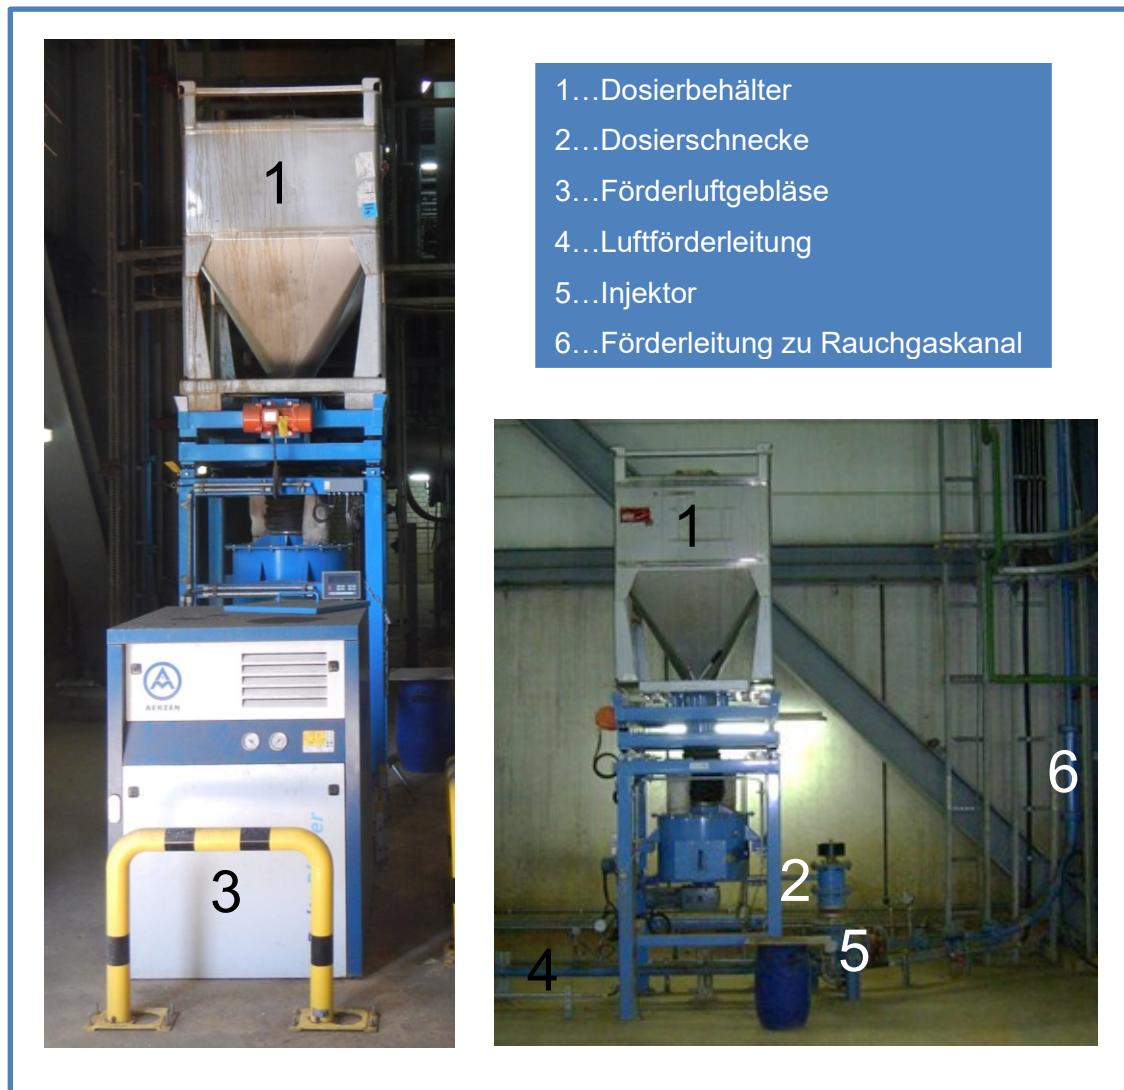 1
AERZEN
3
1…Dosierbehälter
2…Dosierschnecke
3…Förderluftgebläse
4…Luftförderleitung
5…Injektor
6…Förderleitung zu Rauchgaskanal
1
6
2
5
4